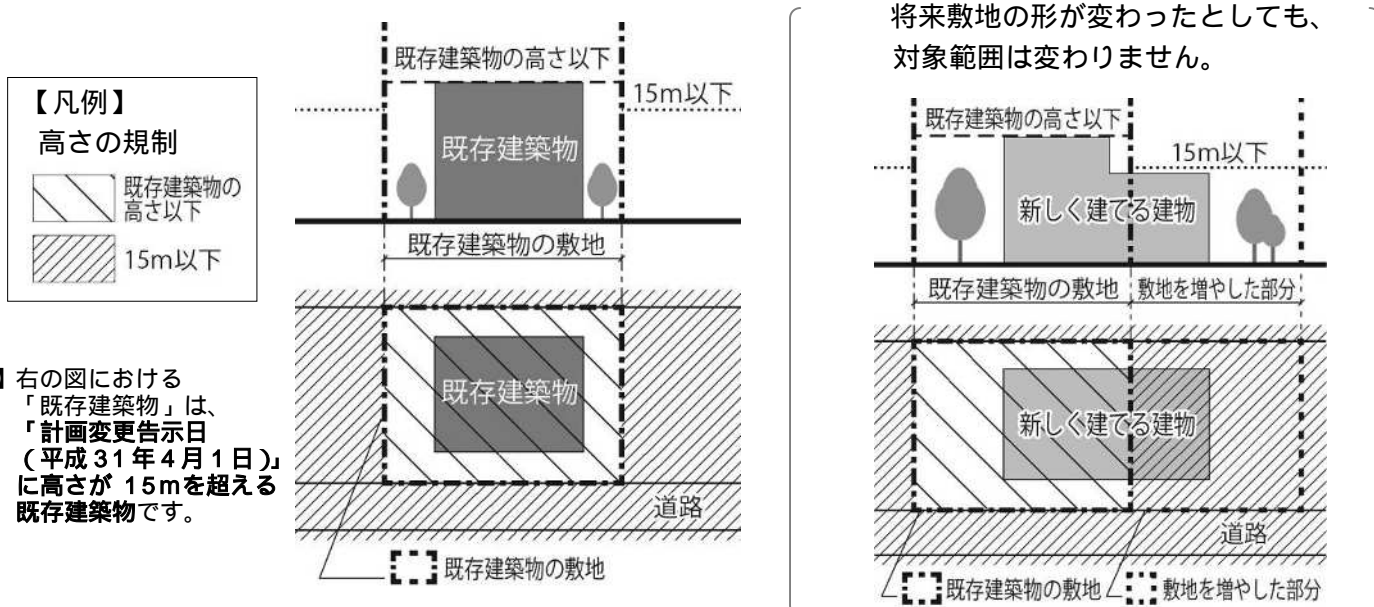 【凡例】
高さの規制
既存建築物の
高さ以下
15m以下
】右の図における
「既存建築物」は、
「計画変更告示日
（平成31年4月1日）」
に高さが 15mを超える
既存建築物です。
既存建築物の高さ以下
15m以下
既存建築物
既存建築物の敷地
既存建築物
道路
既存建築物の敷地
将来敷地の形が変わったとしても、
対象範囲は変わりません。
既存建築物の高さ以下
15m以下
新しく建てる建物
既存建築物の敷地
敷地を増やした部分
新しく建てる建物
道路
既存建築物の敷地
敷地を増やした部分